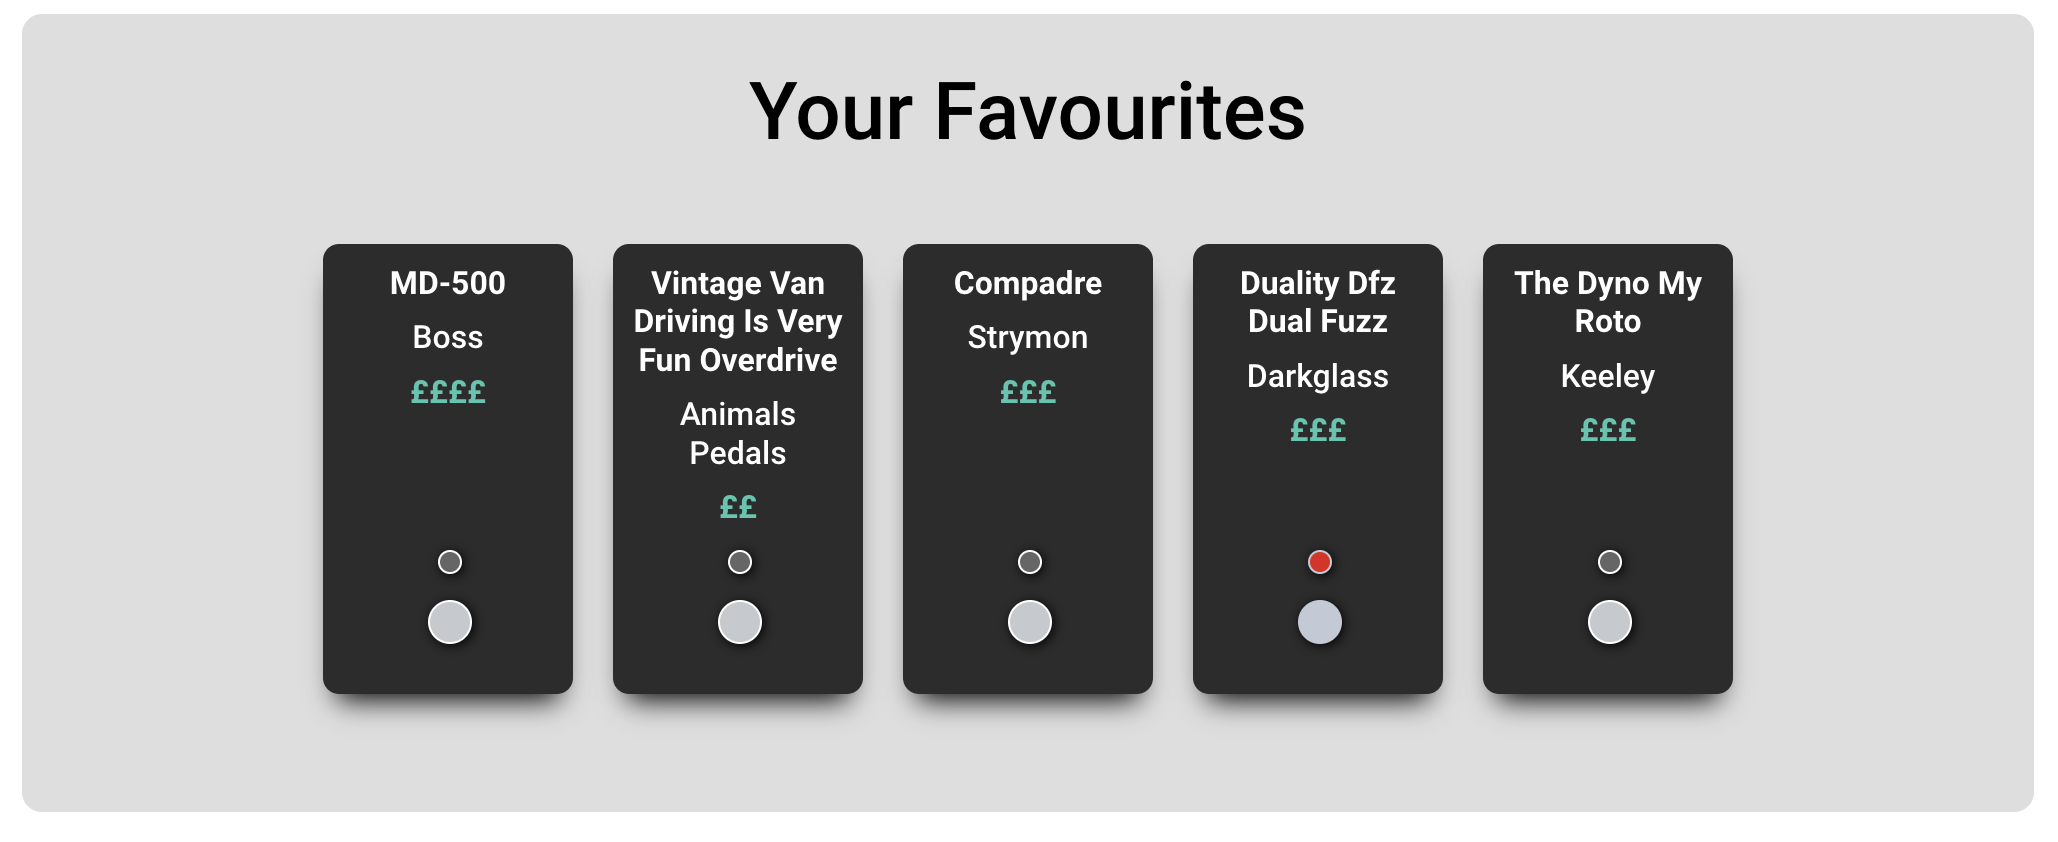 Your Favourites
MD-500
Boss
££££
Vintage Van
Driving Is Very
Fun Overdrive
Animals
Pedals
££
Compadre
Strymon
£££
Duality Dfz
Dual Fuzz
Darkglass
£££
The Dyno My
Roto
Keeley
£££